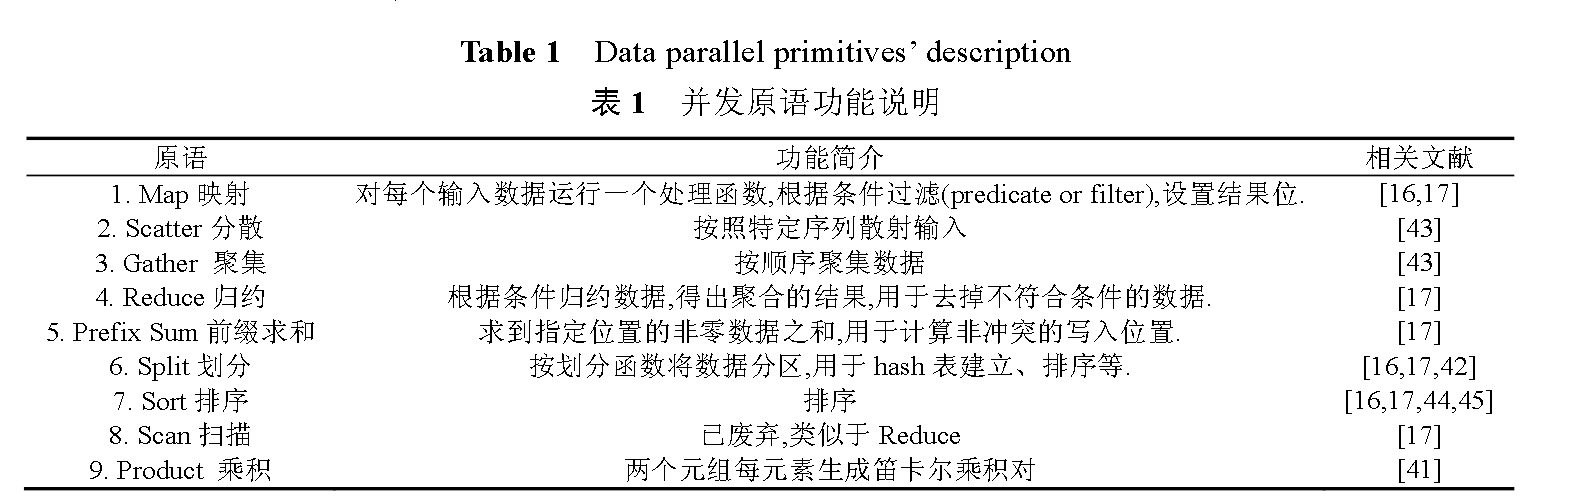 Table 1 Data parallel primitives' description
表 1 并发原语功能说明
原语 功能简介 相关文献
1. Map 映射 对每个输入数据运行一个处理函数,根据条件过滤(predicate or filter),设置结果位. [16,17]
2. Scatter 分散 按照特定序列散射输入 [43]
3. Gather 聚集 按顺序聚集数据 [43]
4. Reduce 归约 根据条件归约数据,得出聚合的结果,用于去掉不符合条件的数据. [17]
5. Prefix Sum 前缀求和 求到指定位置的非零数据之和,用于计算非冲突的写入位置. [17]
6. Split 划分 按划分函数将数据分区,用于 hash 表建立、排序等. [16,17,42]
7. Sort 排序 排序 [16,17,44,45]
8. Scan 扫描 已废弃,类似于 Reduce [17]
9. Product 乘积 两个元组每元素生成笛卡尔乘积对 [41]